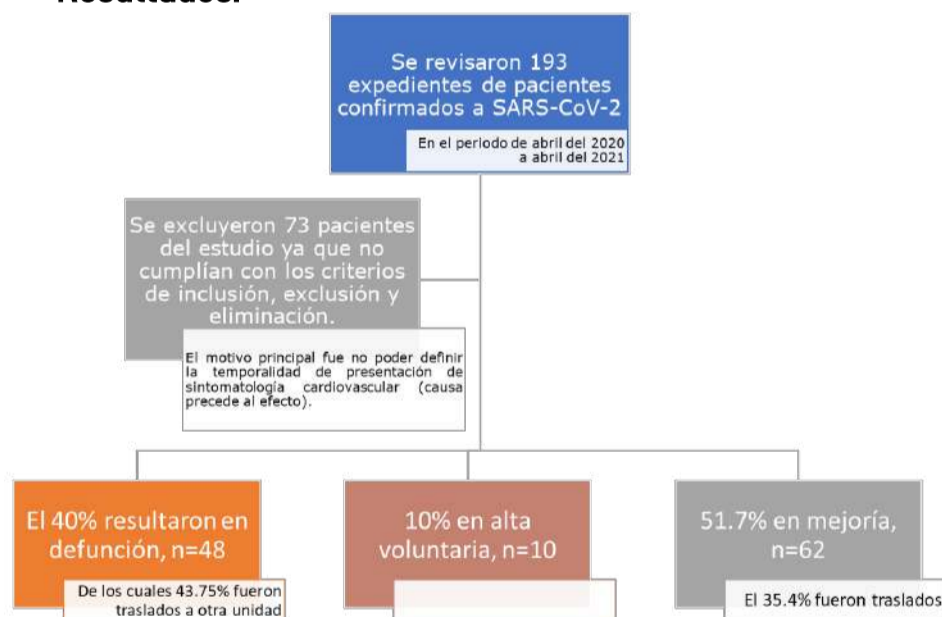 Resultados.
Se revisaron 193
expedientes de pacientes
confirmados a SARS-CoV-2
En el periodo de abril del 2020
a abril del 2021
Se excluyeron 73 pacientes
del estudio ya que no
cumplían con los criterios
de inclusión, exclusión y
eliminación.
El motivo principal fue no poder definir
la temporalidad de presentación de
sintomatología cardiovascular (causa
precede al efecto).
El 40% resultaron en
defunción, n=48
De los cuales 43.75% fueron
traslados a otra unidad
10% en alta
voluntaria, n=10
51.7% en mejoría,
n=62
El 35.4% fueron traslados